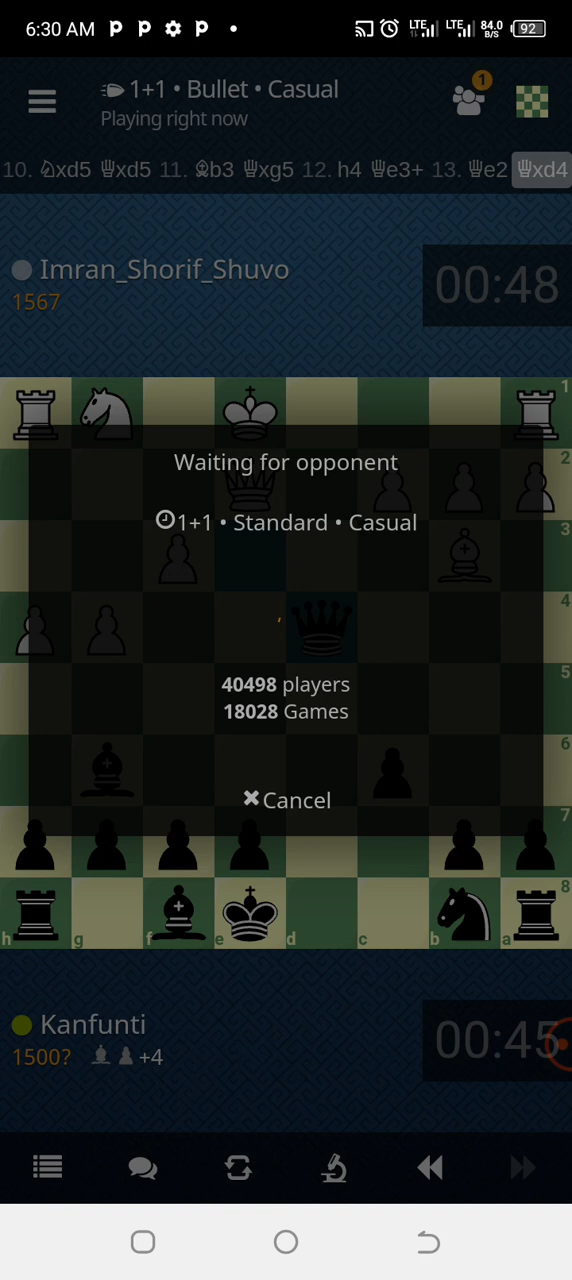 6:30 AM
LTE LTE 84.0 B/S 92
1+1 • Bullet • Casual
1
Playing right now
10. ♘xd5 ♕xd5 11. ♗b3 ♕xg5 12. h4 ♕e3+ 13. ♕e2 ♕xd4
Imran_Shorif_Shuvo
00:48
1567
1
2
Waiting for opponent
1+1 • Standard • Casual
3
4
5
40498 players
18028 Games
6
Cancel
7
8
h g f e d c b a
Kanfunti
00:45
1500? +4